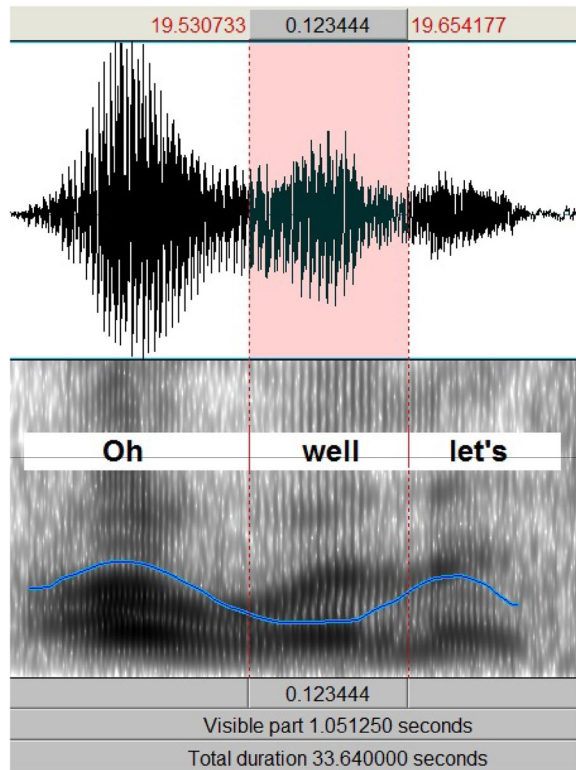 19.530733 0.123444 19.654177
Oh well let's
0.123444
Visible part 1.051250 seconds
Total duration 33.640000 seconds